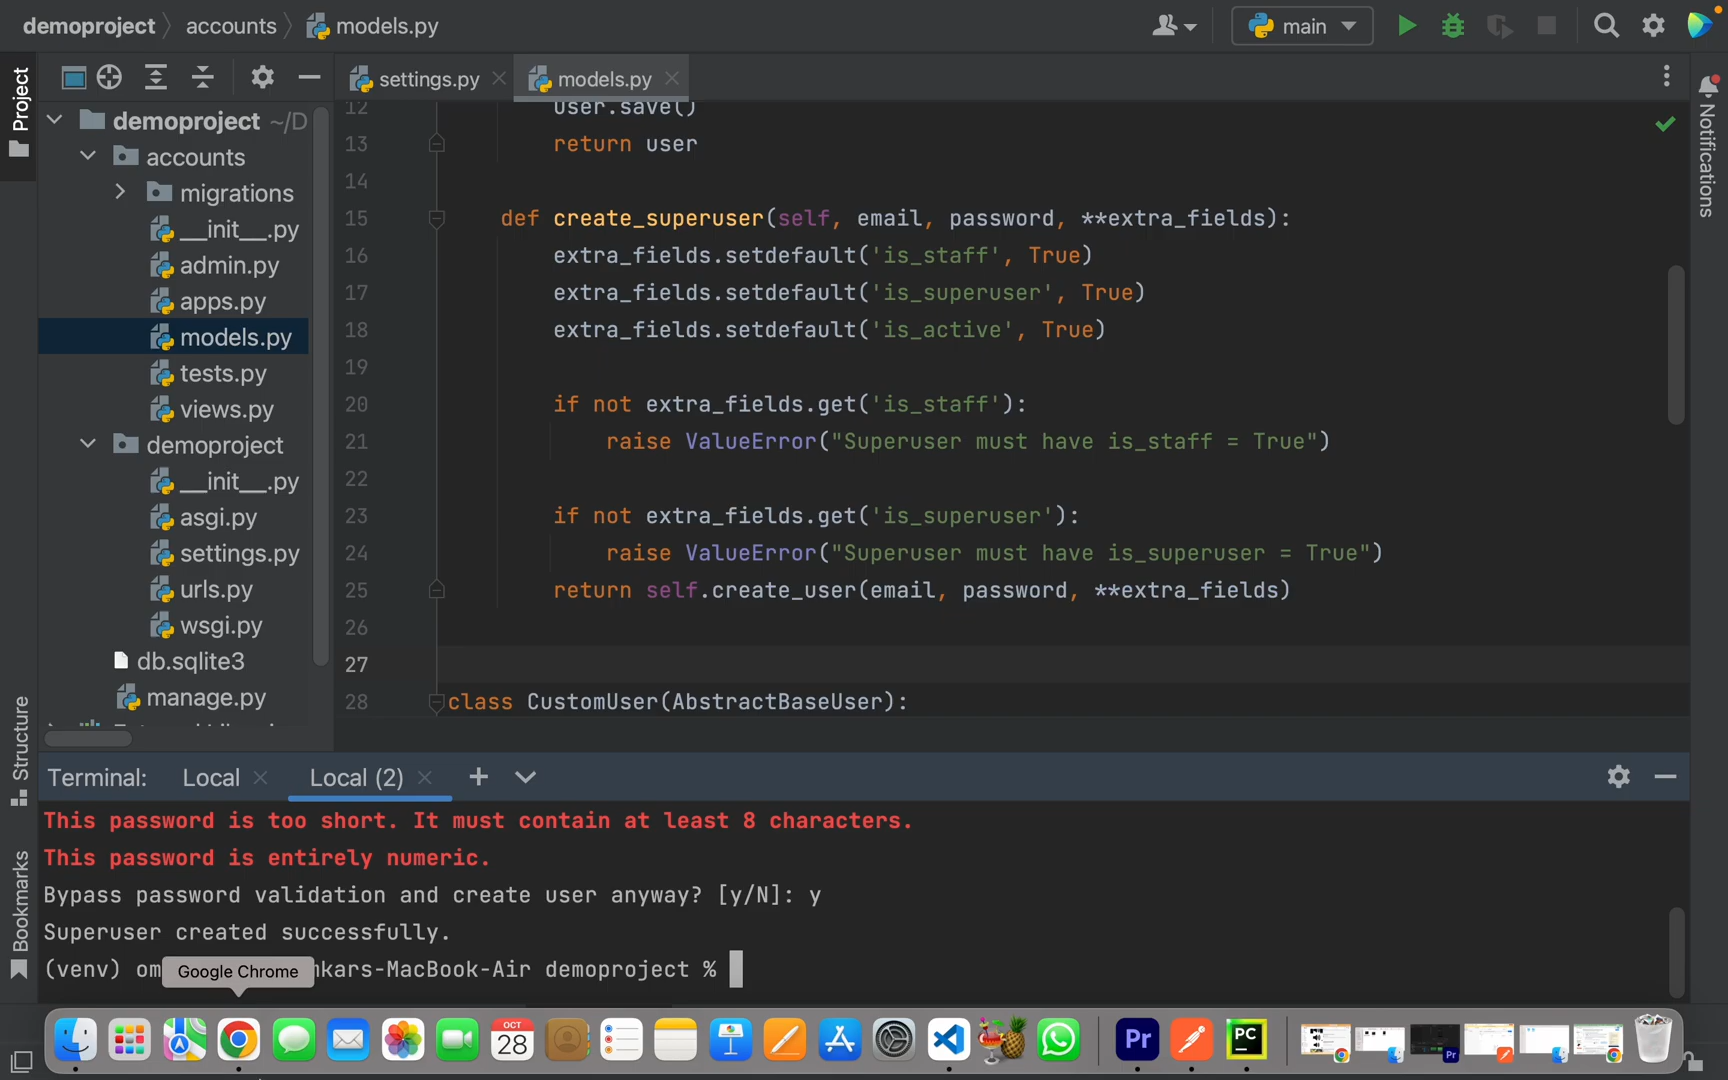 demoproject accounts models.py main
Project
settings.py models.py
Notifications
demoproject ~/D
accounts
migrations
__init__.py
admin.py
apps.py
models.py
tests.py
views.py
demoproject
__init__.py
asgi.py
settings.py
urls.py
wsgi.py
db.sqlite3
manage.py
12 user.save()
13 return user
14
15 def create_superuser(self, email, password, **extra_fields):
16 extra_fields.setdefault('is_staff', True)
17 extra_fields.setdefault('is_superuser', True)
18 extra_fields.setdefault('is_active', True)
19
20 if not extra_fields.get('is_staff'):
21 raise ValueError("Superuser must have is_staff = True")
22
23 if not extra_fields.get('is_superuser'):
24 raise ValueError("Superuser must have is_superuser = True")
25 return self.create_user(email, password, **extra_fields)
26
27
28 class CustomUser(AbstractBaseUser):
Structure
Bookmarks
Terminal: Local Local (2)
This password is too short. It must contain at least 8 characters.
This password is entirely numeric.
Bypass password validation and create user anyway? [y/N]: y
Superuser created successfully.
(venv) om nkars-MacBook-Air demoproject %
Google Chrome
OCT
28
Pr
PC